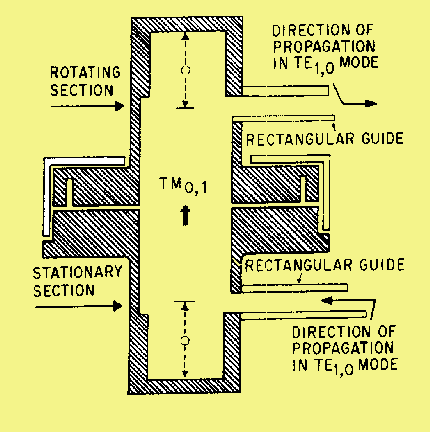 DIRECTION OF
PROPAGATION
IN TE1,0 MODE
ROTATING
SECTION
RECTANGULAR GUIDE
TM0,1
RECTANGULAR GUIDE
STATIONARY
SECTION
DIRECTION OF
PROPAGATION
IN TE1,0 MODE